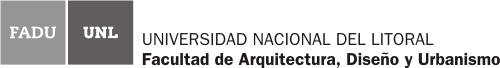 FADU UNL
UNIVERSIDAD NACIONAL DEL LITORAL
Facultad de Arquitectura, Diseño y Urbanismo